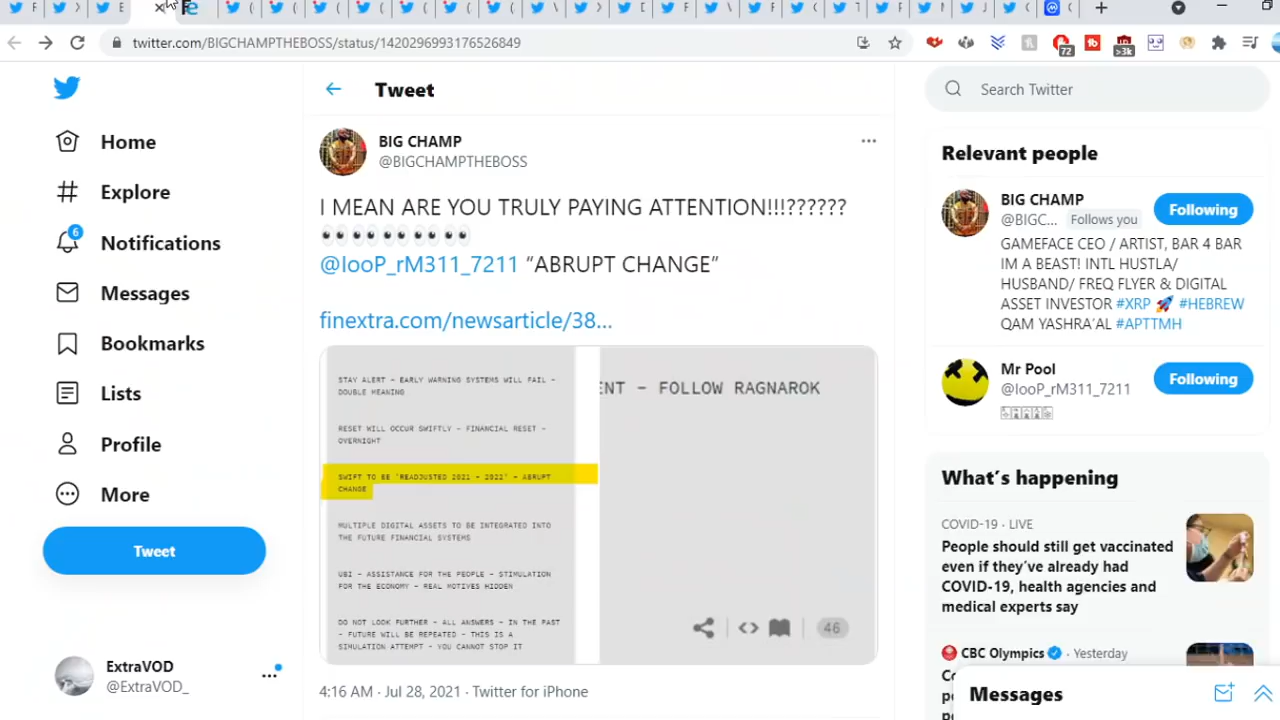 twitter.com/BIGCHAMPTHEBOSS/status/1420296993176526849
72
>3k
Home
Explore
6
Notifications
Messages
Bookmarks
Lists
Profile
More
Tweet
ExtraVOD
@ExtraVOD_
Tweet
BIG CHAMP
@BIGCHAMPTHEBOSS
I MEAN ARE YOU TRULY PAYING ATTENTION!!!??????
@looP_rM311_7211 “ABRUPT CHANGE”
finextra.com/newsarticle/38...
STAY ALERT - EARLY WARNING SYSTEMS WILL FAIL -
DOUBLE MEANING
RESET WILL OCCUR SWIFTLY - FINANCIAL RESET -
OVERNIGHT
SWIFT TO BE 'READJUSTED 2021 - 2022' - ABRUPT
CHANGE
MULTIPLE DIGITAL ASSETS TO BE INTEGRATED INTO
THE FUTURE FINANCIAL SYSTEMS
UBI - ASSISTANCE FOR THE PEOPLE - STIMULATION
FOR THE ECONOMY - REAL MOTIVES HIDDEN
DO NOT LOOK FURTHER - ALL ANSWERS - IN THE PAST
- FUTURE WILL BE REPEATED - THIS IS A
SIMULATION ATTEMPT - YOU CANNOT STOP IT
ENT - FOLLOW RAGNAROK
46
4:16 AM · Jul 28, 2021 · Twitter for iPhone
Search Twitter
Relevant people
BIG CHAMP
@BIGC... Follows you
Following
GAMEFACE CEO / ARTIST, BAR 4 BAR
IM A BEAST! INTL HUSTLA/
HUSBAND/ FREQ FLYER & DIGITAL
ASSET INVESTOR #XRP 🚀 #HEBREW
QAM YASHRA’AL #APTTMH
Mr Pool
@looP_rM311_7211
Following
What’s happening
COVID-19 · LIVE
People should still get vaccinated
even if they’ve already had
COVID-19, health agencies and
medical experts say
CBC Olympics · Yesterday
Messages